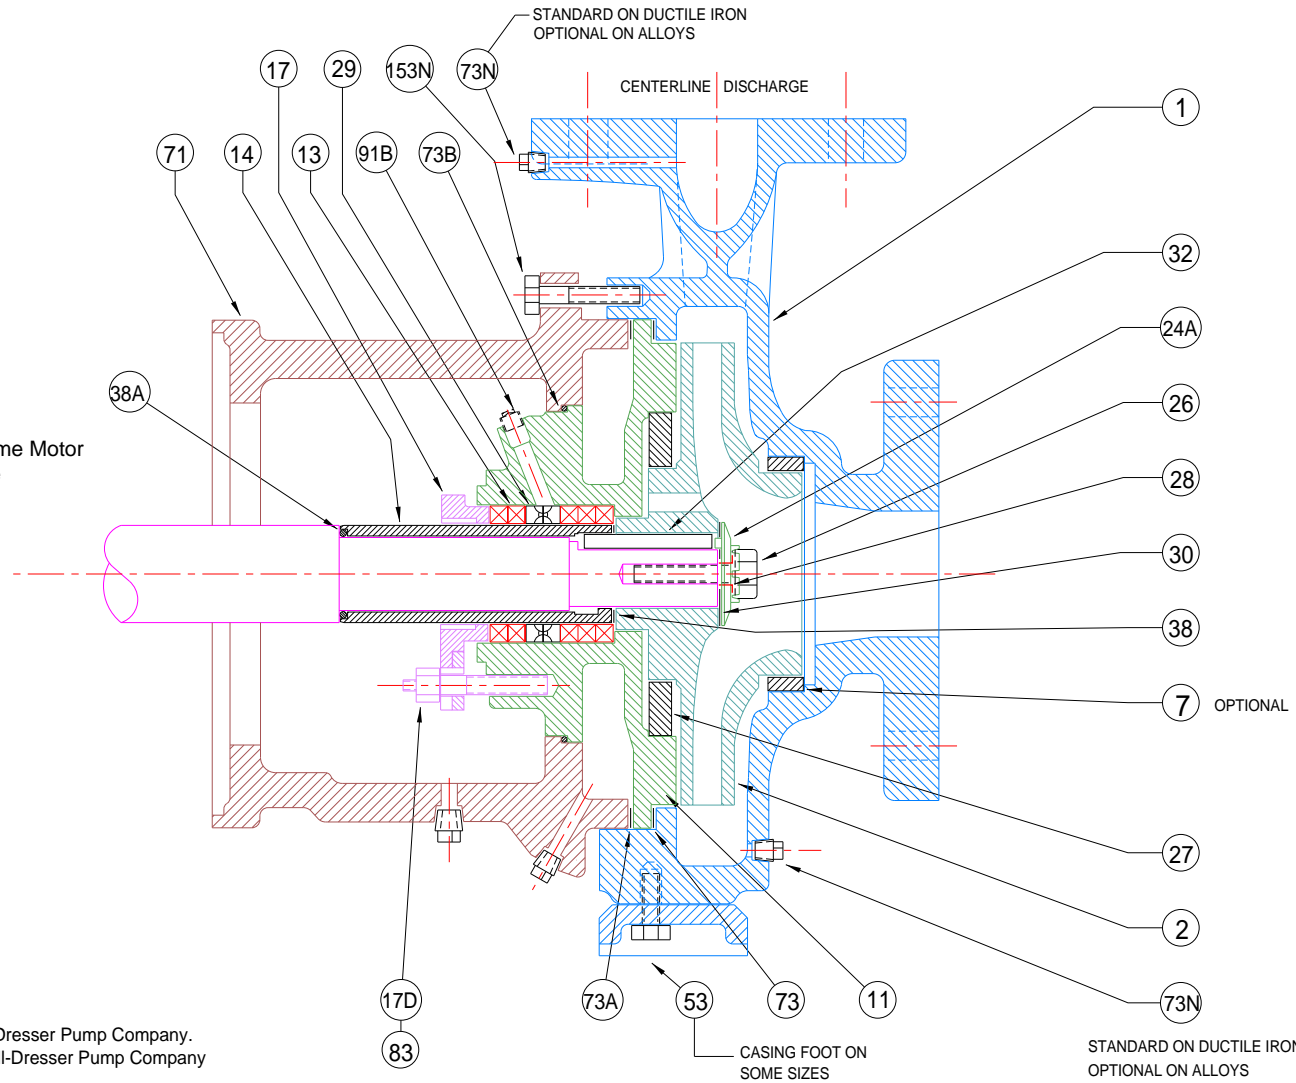 STANDARD ON DUCTILE IRON
OPTIONAL ON ALLOYS
17
29
153N
73N
CENTERLINE DISCHARGE
1
71
14
13
91B
73B
32
24A
38A
26
me Motor
28
30
38
7 OPTIONAL
27
2
17D
73A
53
73
11
73N
83
Dresser Pump Company.
ll-Dresser Pump Company
CASING FOOT ON
SOME SIZES
STANDARD ON DUCTILE IRON
OPTIONAL ON ALLOYS